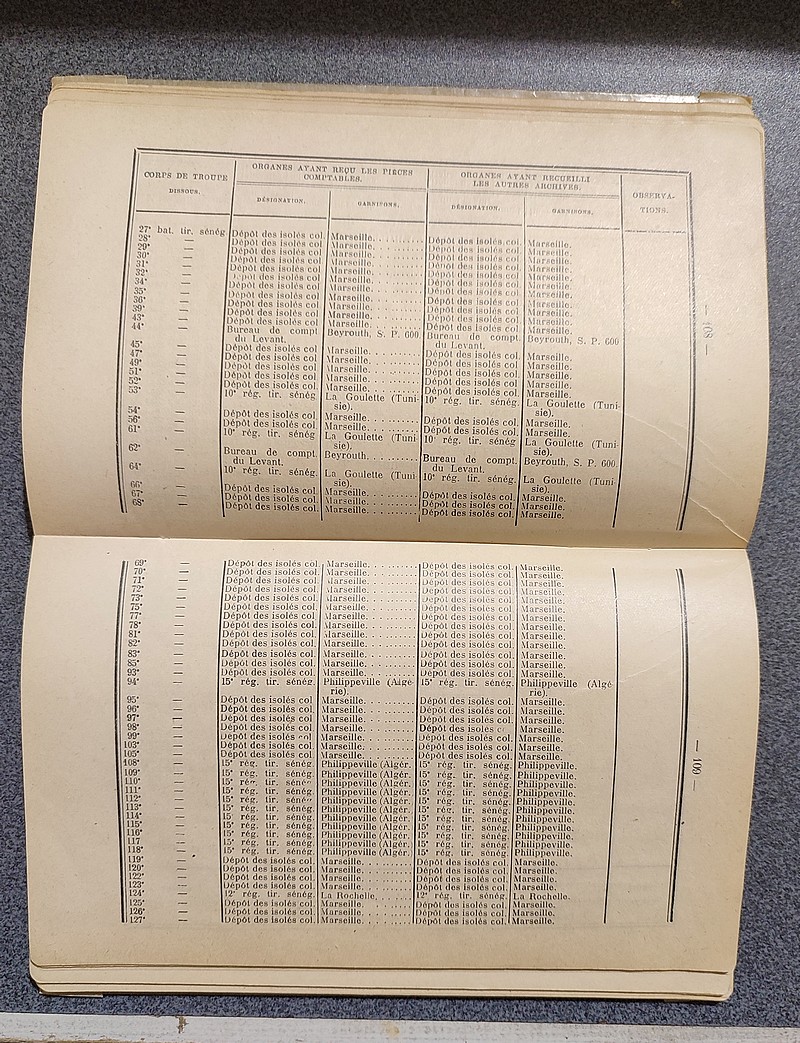 CORPS DE TROUPE DISSOUS.
ORGANES AYANT REÇU LES PIÈCES COMPTABLES.
ORGANES AYANT RECUEILLI LES AUTRES ARCHIVES.
OBSERVATIONS.
DÉSIGNATION. GARNISONS. DÉSIGNATION. GARNISONS.
27e bat. tir. sénég Dépôt des isolés col. Marseille. Dépôt des isolés col. Marseille.
28e — Dépôt des isolés col Marseille. Dépôt des isolés col. Marseille.
29e — Dépôt des isolés col Marseille. Dépôt des isolés col. Marseille.
30e — Dépôt des isolés col Marseille. Dépôt des isolés col. Marseille.
31e — Dépôt des isolés col Marseille. Dépôt des isolés col. Marseille.
32e — Dépôt des isolés col Marseille. Dépôt des isolés col. Marseille.
34e — Dépôt des isolés col Marseille. Dépôt des isolés col. Marseille.
35e — Dépôt des isolés col Marseille. Dépôt des isolés col. Marseille.
36e — Dépôt des isolés col Marseille. Dépôt des isolés col. Marseille.
39e — Dépôt des isolés col Marseille. Dépôt des isolés col. Marseille.
43e — Dépôt des isolés col Marseille. Dépôt des isolés col. Marseille.
44e — Bureau de compt. du Levant. Beyrouth, S. P. 600 Bureau de compt. du Levant. Beyrouth, S. P. 600
45e — Dépôt des isolés col Marseille. Dépôt des isolés col. Marseille.
47e — Dépôt des isolés col. Marseille. Dépôt des isolés col. Marseille.
49e — Dépôt des isolés col. Marseille. Dépôt des isolés col. Marseille.
51e — Dépôt des isolés col. Marseille. Dépôt des isolés col. Marseille.
52e — Dépôt des isolés col. Marseille. Dépôt des isolés col. Marseille.
53e — 10e rég. tir. sénég. La Goulette (Tunisie). 10e rég. tir. sénég. La Goulette (Tunisie).
54e — Dépôt des isolés col. Marseille. Dépôt des isolés col. Marseille.
56e — Dépôt des isolés col. Marseille. Dépôt des isolés col. Marseille.
61e — 10e rég. tir. sénég La Goulette (Tunisie). 10e rég. tir. sénég La Goulette (Tunisie).
62e — Bureau de compt. du Levant. Beyrouth. Bureau de compt. du Levant. Beyrouth, S. P. 600.
64e — 10e rég. tir. sénég. La Goulette (Tunisie). 10e rég. tir. sénég. La Goulette (Tunisie).
66e — Dépôt des isolés col. Marseille. Dépôt des isolés col. Marseille.
67e — Dépôt des isolés col. Marseille. Dépôt des isolés col. Marseille.
68e — Dépôt des isolés col. Marseille. Dépôt des isolés col. Marseille.
— 108 —
69e — Dépôt des isolés col. Marseille. Dépôt des isolés col. Marseille.
70e — Dépôt des isolés col. Marseille. Dépôt des isolés col. Marseille.
71e — Dépôt des isolés col. Marseille. Dépôt des isolés col. Marseille.
72e — Dépôt des isolés col. Marseille. Dépôt des isolés col. Marseille.
73e — Dépôt des isolés col. Marseille. Dépôt des isolés col. Marseille.
75e — Dépôt des isolés col. Marseille. Dépôt des isolés col. Marseille.
77e — Dépôt des isolés col. Marseille. Dépôt des isolés col. Marseille.
78e — Dépôt des isolés col. Marseille. Dépôt des isolés col. Marseille.
81e — Dépôt des isolés col. Marseille. Dépôt des isolés col. Marseille.
82e — Dépôt des isolés col. Marseille. Dépôt des isolés col. Marseille.
83e — Dépôt des isolés col. Marseille. Dépôt des isolés col. Marseille.
85e — Dépôt des isolés col. Marseille. Dépôt des isolés col. Marseille.
93e — Dépôt des isolés col. Marseille. Dépôt des isolés col. Marseille.
94e — 15e rég. tir. sénég. Philippeville (Algérie). 15e rég. tir. sénég. Philippeville (Algérie).
95e — Dépôt des isolés col Marseille. Dépôt des isolés col. Marseille.
96e — Dépôt des isolés col. Marseille. Dépôt des isolés col. Marseille.
97e — Dépôt des isolés col. Marseille. Dépôt des isolés col. Marseille.
98e — Dépôt des isolés col. Marseille. Dépôt des isolés col Marseille.
99e — Dépôt des isolés col. Marseille. Dépôt des isolés col. Marseille.
103e — Dépôt des isolés col. Marseille. Dépôt des isolés col. Marseille.
105e — Dépôt des isolés col. Marseille. Dépôt des isolés col. Marseille.
108e — 15e rég. tir. sénég. Philippeville (Algér. 15e rég. tir. sénég. Philippeville.
109e — 15e rég. tir. sénég. Philippeville (Algér. 15e rég. tir. sénég. Philippeville.
110e — 15e rég. tir. sénég. Philippeville (Algér. 15e rég. tir. sénég. Philippeville.
111e — 15e rég. tir. sénég. Philippeville (Algér. 15e rég. tir. sénég. Philippeville.
112e — 15e rég. tir. sénég. Philippeville (Algér. 15e rég. tir. sénég. Philippeville.
113e — 15e rég. tir. sénég. Philippeville (Algér. 15e rég. tir. sénég. Philippeville.
114e — 15e rég. tir. sénég. Philippeville (Algér. 15e rég. tir. sénég. Philippeville.
115e — 15e rég. tir. sénég. Philippeville (Algér. 15e rég. tir. sénég. Philippeville.
116e — 15e rég. tir. sénég. Philippeville (Algér. 15e rég. tir. sénég. Philippeville.
117 — 15e rég. tir. sénég. Philippeville (Algér. 15e rég. tir. sénég. Philippeville.
118e — 15e rég. tir. sénég. Philippeville (Algér. 15e rég. tir. sénég. Philippeville.
119e — Dépôt des isolés col. Marseille. Dépôt des isolés col. Marseille.
120e — Dépôt des isolés col. Marseille. Dépôt des isolés col. Marseille.
122e — Dépôt des isolés col. Marseille. Dépôt des isolés col. Marseille.
123e — Dépôt des isolés col. Marseille. Dépôt des isolés col. Marseille.
124e — 12e rég. tir. sénég. La Rochelle. 12e rég. tir. sénég. La Rochelle.
125e — Dépôt des isolés col. Marseille. Dépôt des isolés col. Marseille.
126e — Dépôt des isolés col. Marseille. Dépôt des isolés col. Marseille.
127e — Dépôt des isolés col. Marseille. Dépôt des isolés col. Marseille.
— 109 —